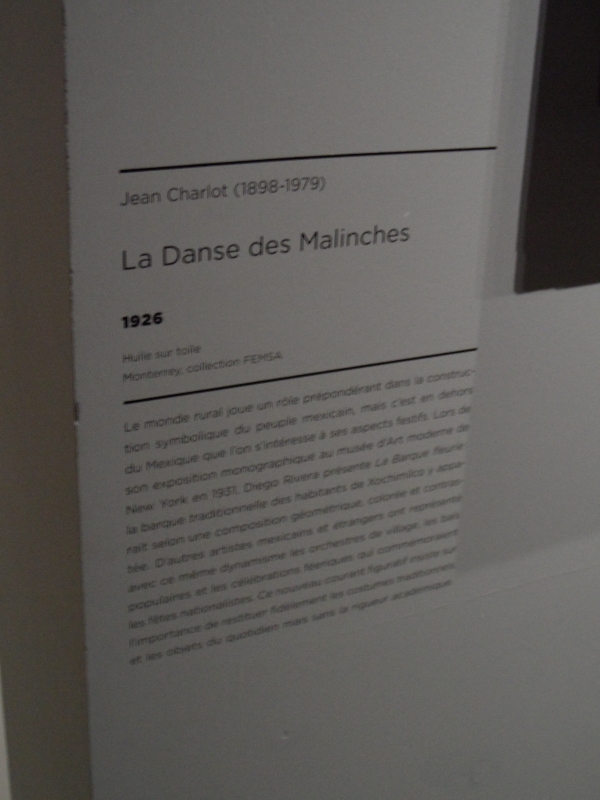 Jean Charlot (1898-1979)
La Danse des Malinches
1926
Huile sur toile
Monterrey, collection FEMSA
Le monde rural joue un rôle prépondérant dans la construc-
tion symbolique du peuple mexicain, mais c'est en dehors
du Mexique que l'on s'intéresse à ses aspects festifs. Lors de
son exposition monographique au musée d'Art moderne de
New York en 1931, Diego Rivera présente La Barque fleurie
la barque traditionnelle des habitants de Xochimilco y appa-
raît selon une composition géométrique, colorée et contras-
tée. D'autres artistes mexicains et étrangers ont représenté
avec ce même dynamisme les orchestres de village, les bals
populaires et les célébrations féeriques qui commémoraient
les fêtes nationalistes. Ce nouveau courant figuratif insiste sur
l'importance de restituer fidèlement les costumes traditionnels
et les objets du quotidien mais sans la rigueur académique.